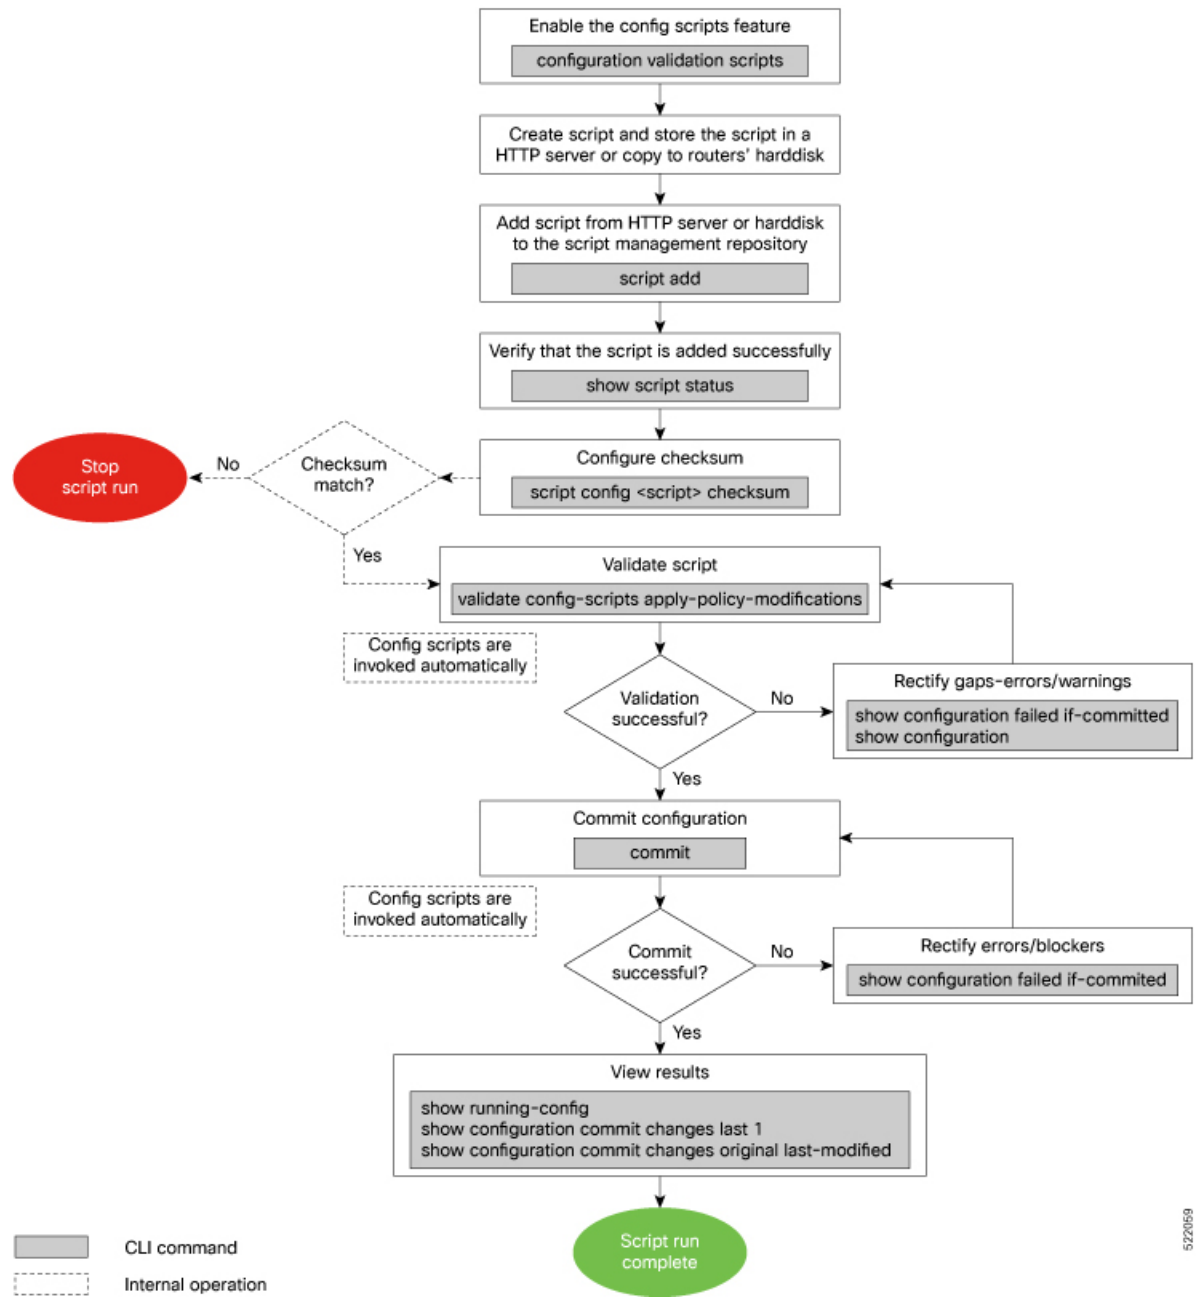 Enable the config scripts feature
configuration validation scripts
Create script and store the script in a
HTTP server or copy to routers' harddisk
Add script from HTTP server or harddisk
to the script management repository
script add
Verify that the script is added successfully
show script status
Configure checksum
script config <script> checksum
Checksum
match?
No
Stop
script run
Yes
Validate script
validate config-scripts apply-policy-modifications
Config scripts are
invoked automatically
Validation
successful?
No
Rectify gaps-errors/warnings
show configuration failed if-committed
show configuration
Yes
Commit configuration
commit
Config scripts are
invoked automatically
Commit
successful?
No
Rectify errors/blockers
show configuration failed if-commited
Yes
View results
show running-config
show configuration commit changes last 1
show configuration commit changes original last-modified
Script run
complete
CLI command
Internal operation
522059